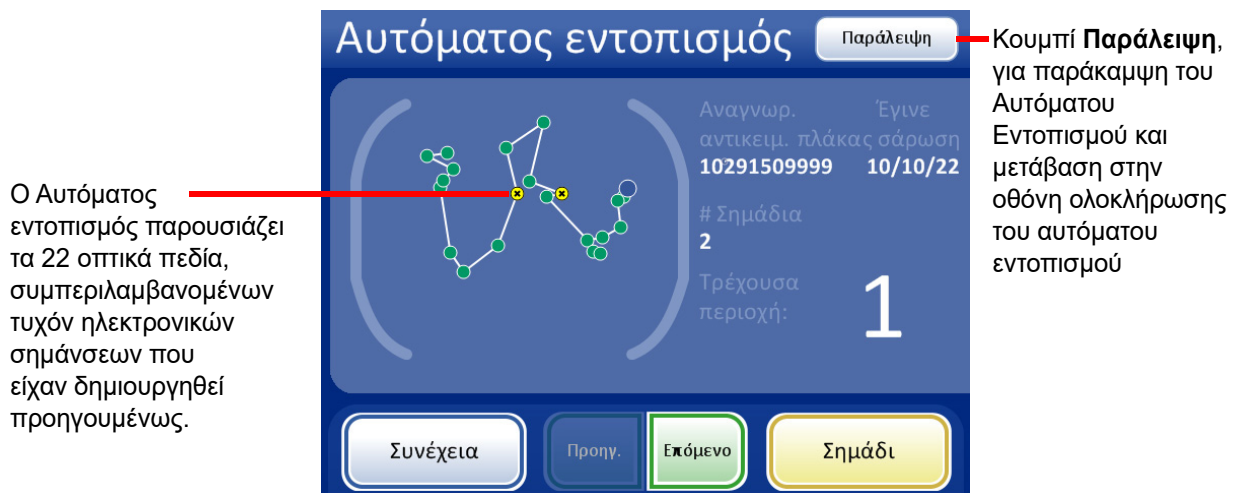 Αυτόματος εντοπισμός
Παράλειψη
Κουμπί Παράλειψη,
για παράκαμψη του
Αυτόματου
Εντοπισμού και
μετάβαση στην
οθόνη ολοκλήρωσης
του αυτόματου
εντοπισμού
Ο Αυτόματος
εντοπισμός παρουσιάζει
τα 22 οπτικά πεδία,
συμπεριλαμβανομένων
τυχόν ηλεκτρονικών
σημάνσεων που
είχαν δημιουργηθεί
προηγουμένως.
Αναγνωρ. Έγινε
αντικειμ. πλάκας σάρωση
10291509999 10/10/22
# Σημάδια
2
Τρέχουσα
περιοχή:
1
Συνέχεια
Προηγ.
Επόμενο
Σημάδι